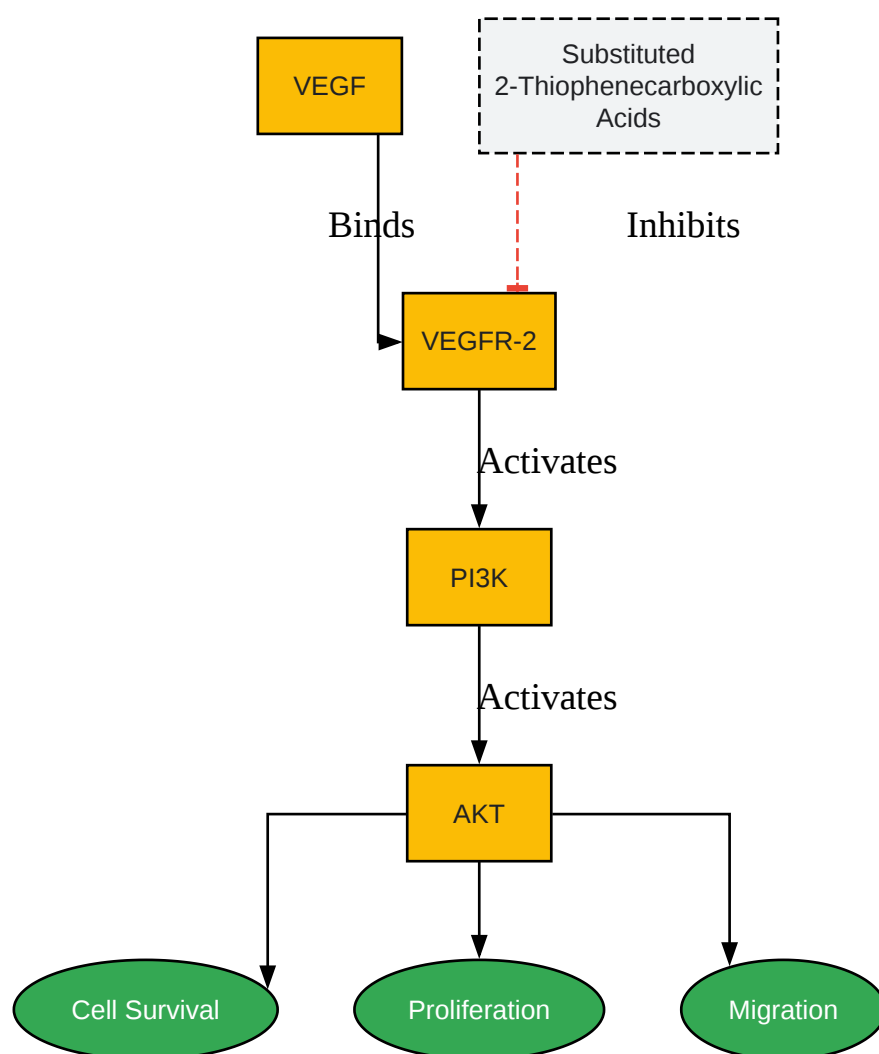 VEGF
Substituted
2-Thiophenecarboxylic
Acids
Binds
Inhibits
VEGFR-2
Activates
PI3K
Activates
AKT
Cell Survival
Proliferation
Migration